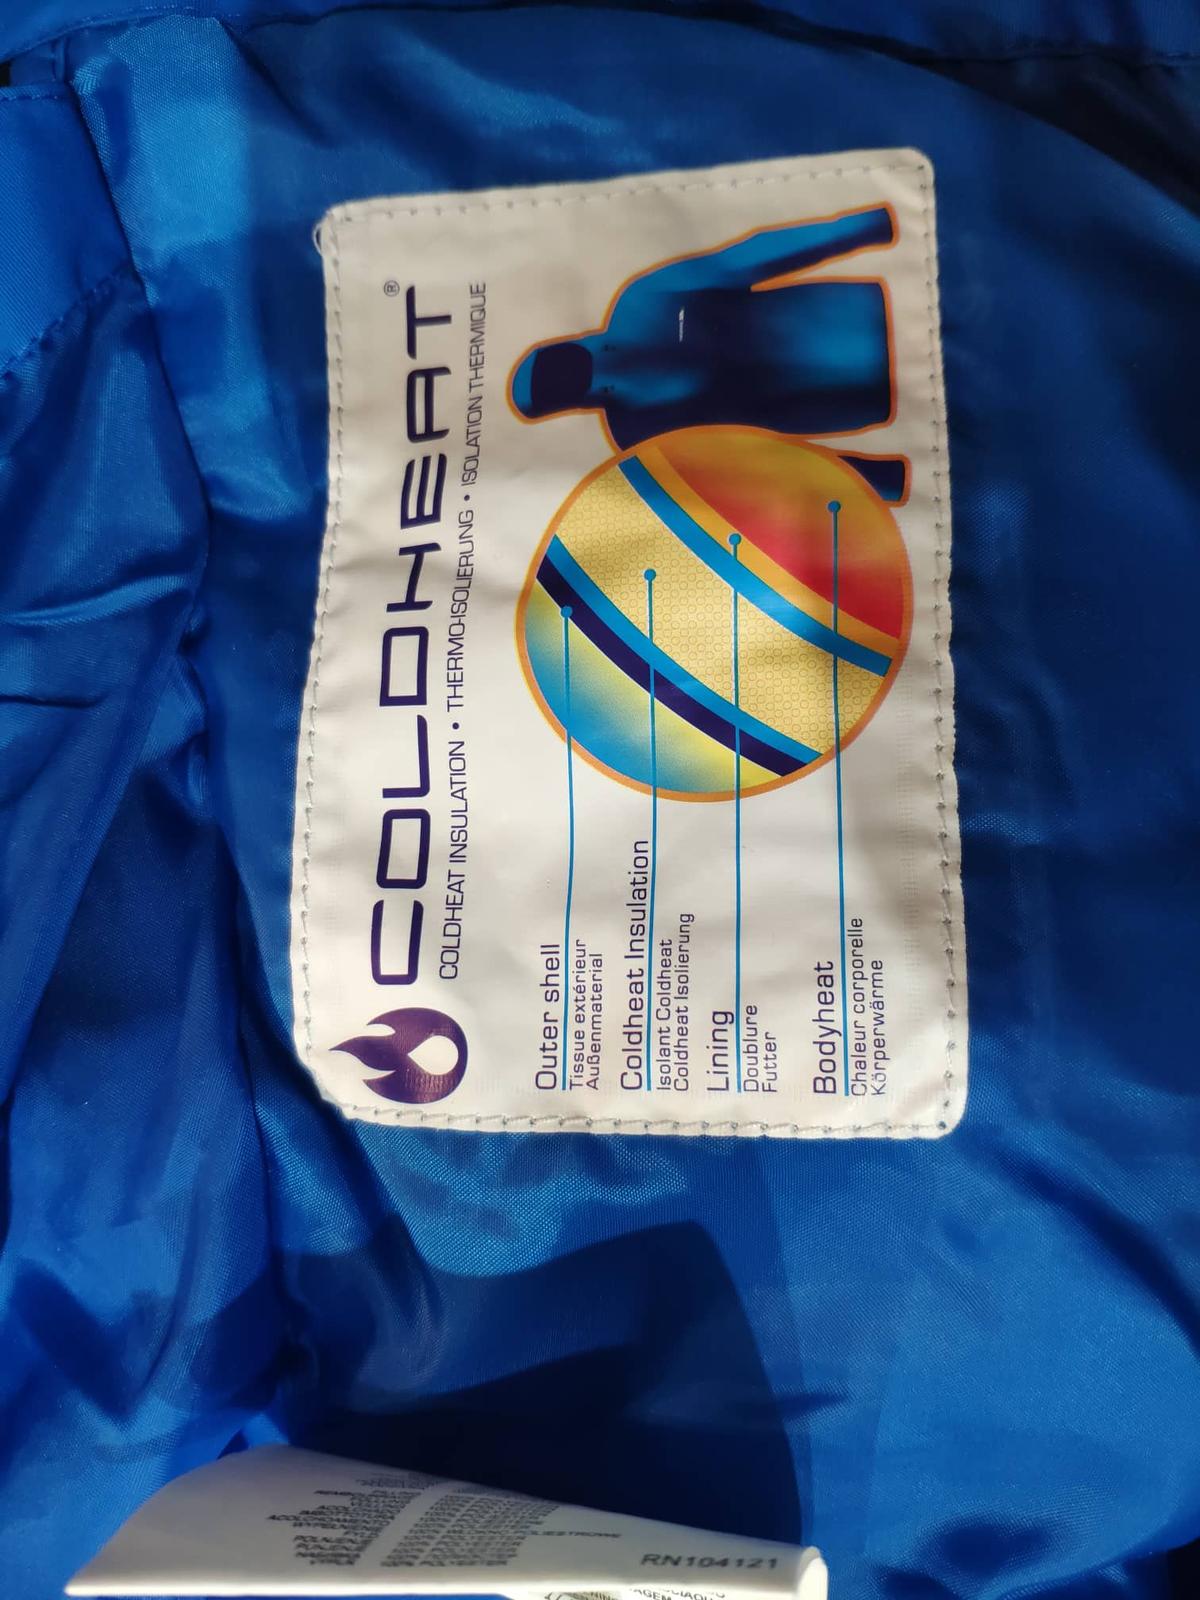 COLDHEAT®
COLDHEAT INSULATION • THERMO-ISOLIERUNG • ISOLATION THERMIQUE
Outer shell
Tissue extérieur
Außenmaterial
Coldheat Insulation
Isolant Coldheat
Coldheat Isolierung
Lining
Doublure
Futter
Bodyheat
Chaleur corporelle
Körperwärme
RN104121